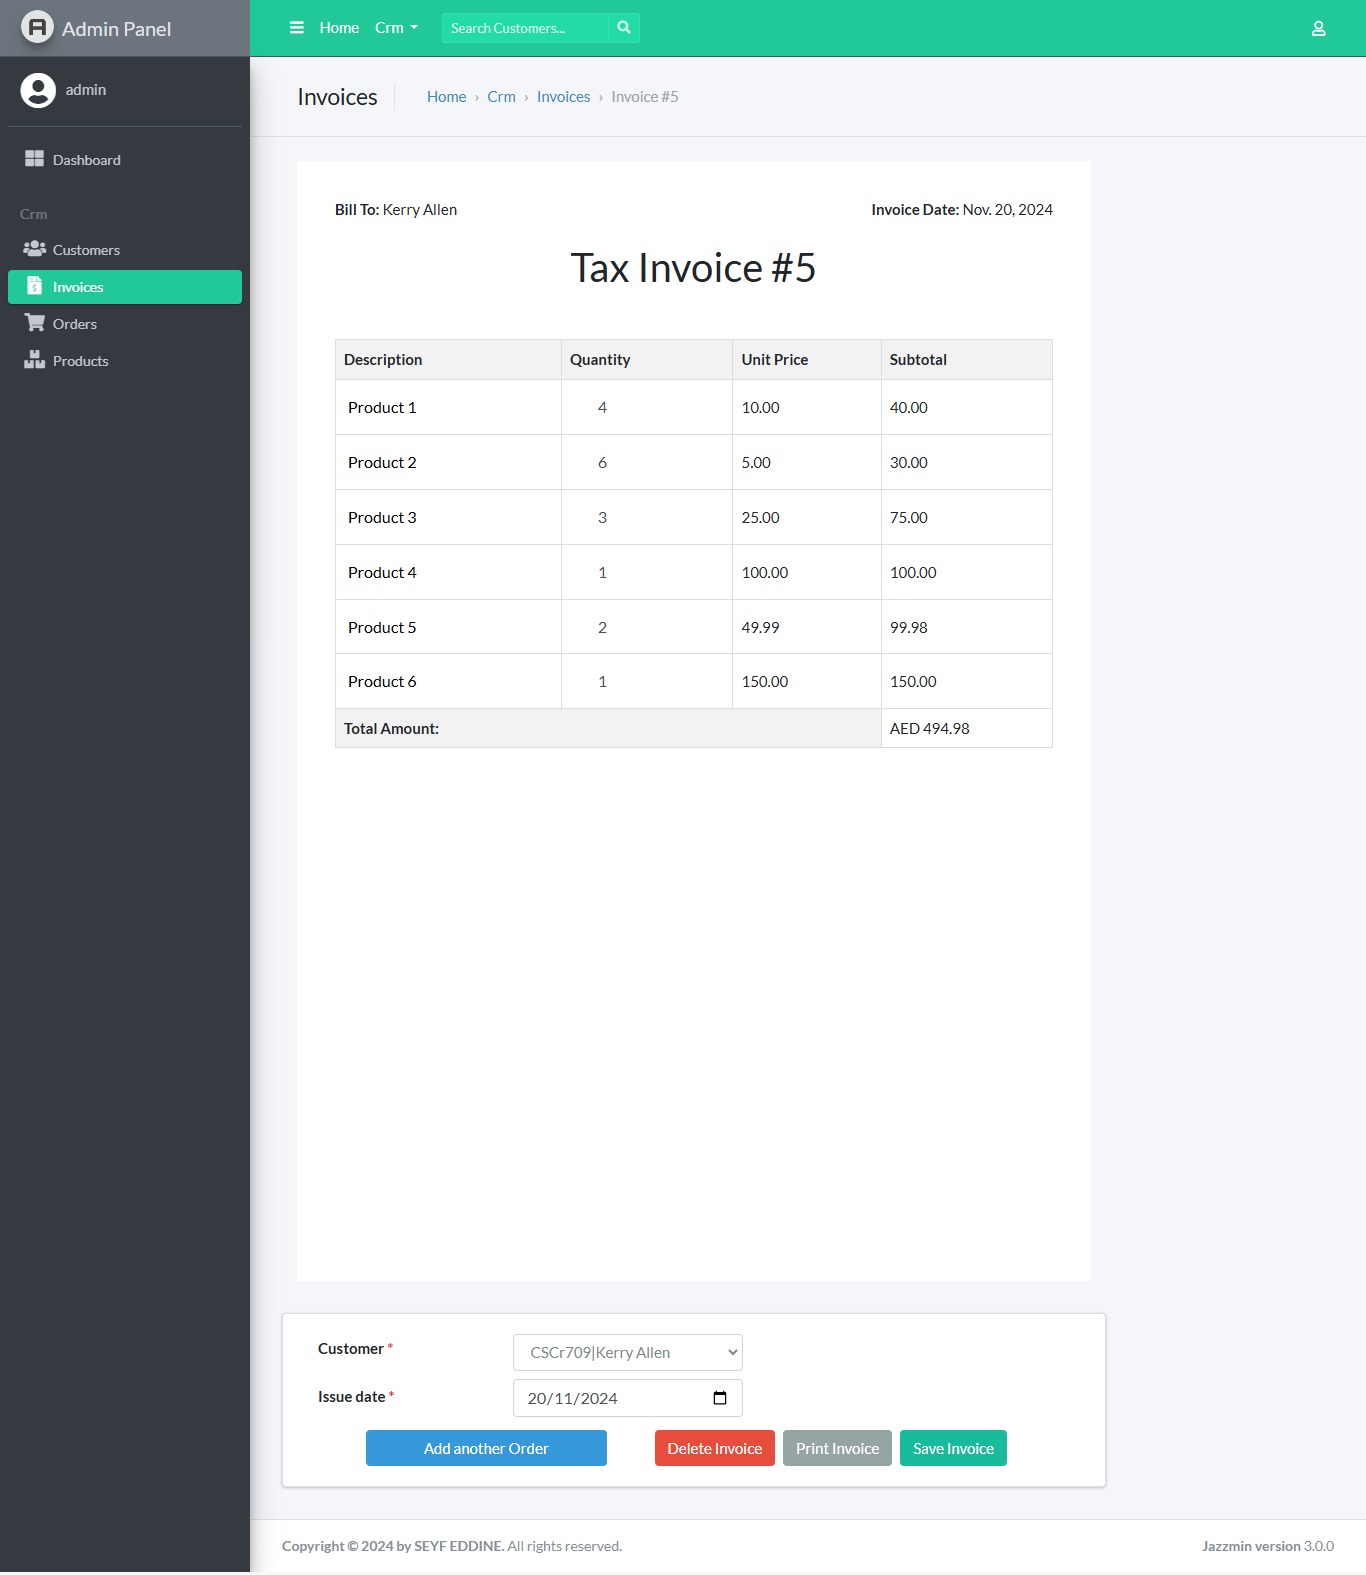 Admin Panel
Home Crm Search Customers...
admin
Dashboard
Crm
Customers
Invoices
Orders
Products
Invoices
Home › Crm › Invoices › Invoice #5
Bill To: Kerry Allen Invoice Date: Nov. 20, 2024
Tax Invoice #5
Description Quantity Unit Price Subtotal
Product 1 4 10.00 40.00
Product 2 6 5.00 30.00
Product 3 3 25.00 75.00
Product 4 1 100.00 100.00
Product 5 2 49.99 99.98
Product 6 1 150.00 150.00
Total Amount: AED 494.98
Customer * CSCr709|Kerry Allen
Issue date * 20/11/2024
Add another Order Delete Invoice Print Invoice Save Invoice
Copyright © 2024 by SEYF EDDINE. All rights reserved. Jazzmin version 3.0.0